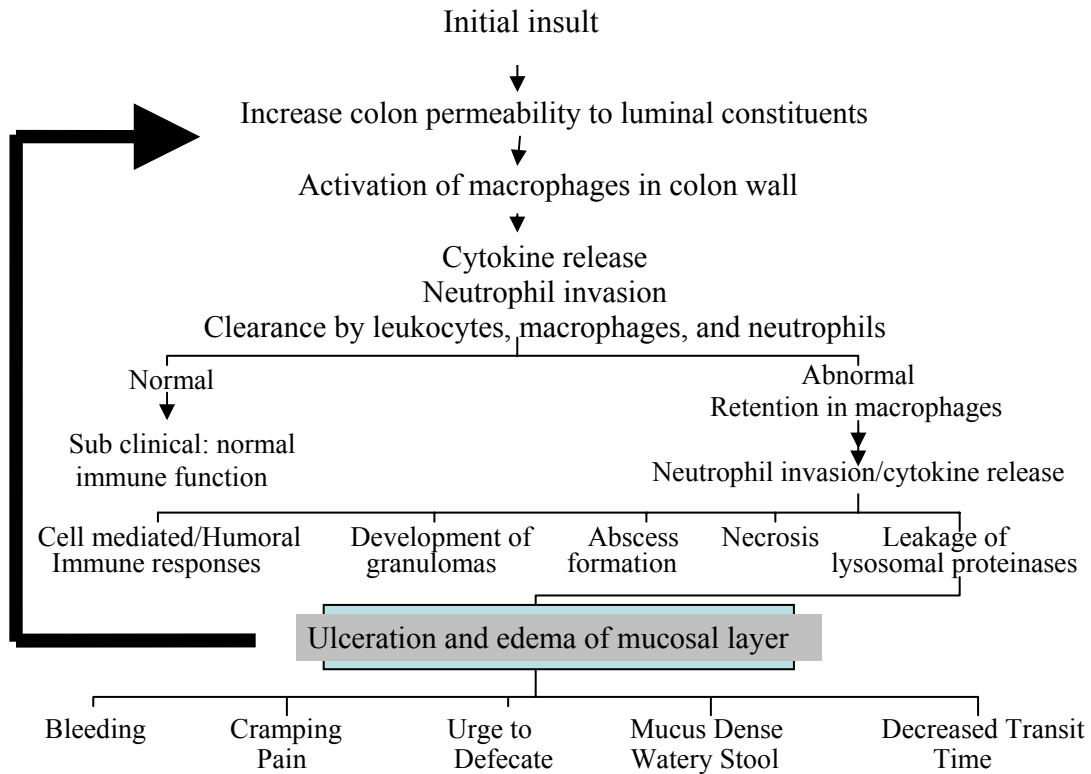 Initial insult
Increase colon permeability to luminal constituents
Activation of macrophages in colon wall
Cytokine release
Neutrophil invasion
Clearance by leukocytes, macrophages, and neutrophils
Normal
Sub clinical: normal
immune function
Abnormal
Retention in macrophages
Neutrophil invasion/cytokine release
Cell mediated/Humoral
Immune responses
Development of
granulomas
Abscess
formation
Necrosis
Leakage of
lysosomal proteinases
Ulceration and edema of mucosal layer
Bleeding
Cramping
Pain
Urge to
Defecate
Mucus Dense
Watery Stool
Decreased Transit
Time